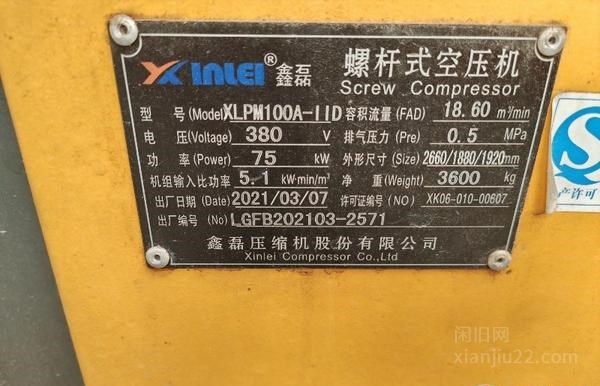 XINLEI® 鑫磊 螺杆式空压机
Screw Compressor
型 号(Model) XLPM100A-IID 容积流量(FAD) 18.60 m³/min
电 压(Voltage) 380 V 排气压力(Pre) 0.5 MPa
功 率(Power) 75 kW 外形尺寸(Size) 2660/1880/1920mm
机组输入比功率 5.1 kW·min/m³ 净 重(Weight) 3600 kg
出厂日期(Date) 2021/03/07 许可证编号(NO) XK06-010-00607
出厂编号(No) LGFB202103-2571
鑫磊压缩机股份有限公司
Xinlei Compressor Co.,Ltd
产许可
闲旧网
xianjiu22.com